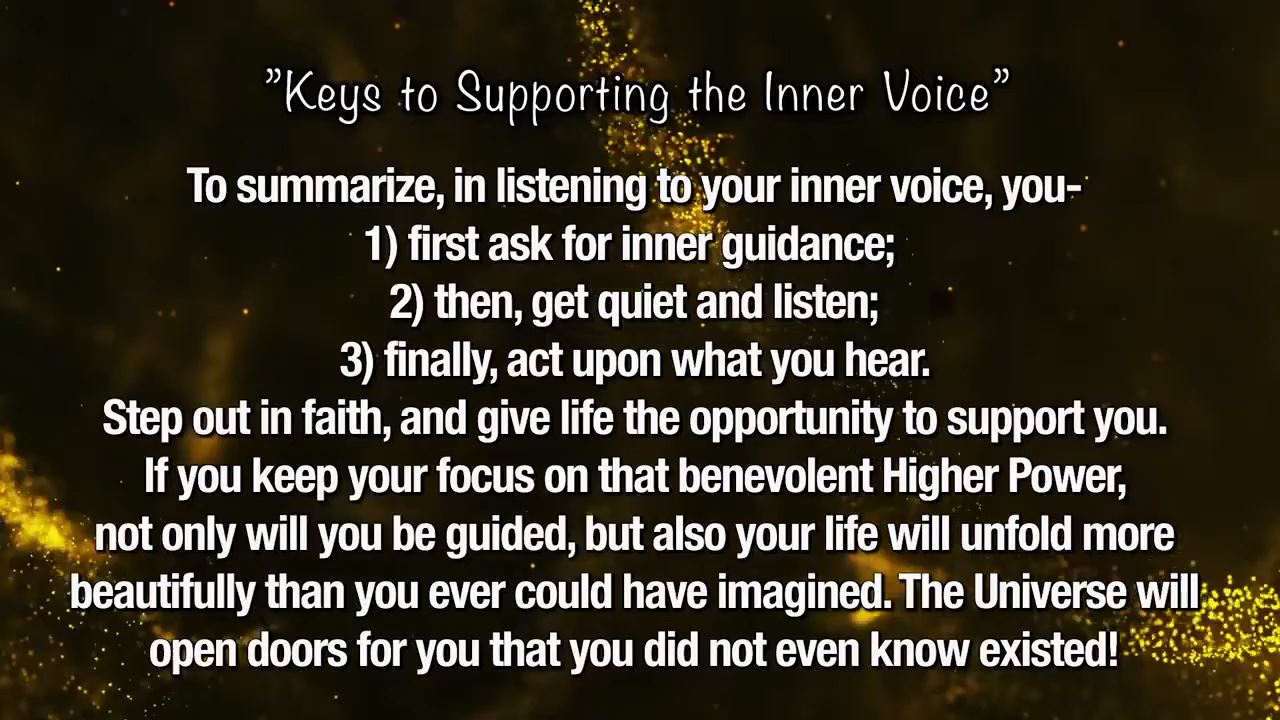 ”Keys to Supporting the Inner Voice”
To summarize, in listening to your inner voice, you-
1) first ask for inner guidance;
2) then, get quiet and listen;
3) finally, act upon what you hear.
Step out in faith, and give life the opportunity to support you.
If you keep your focus on that benevolent Higher Power,
not only will you be guided, but also your life will unfold more
beautifully than you ever could have imagined. The Universe will
open doors for you that you did not even know existed!